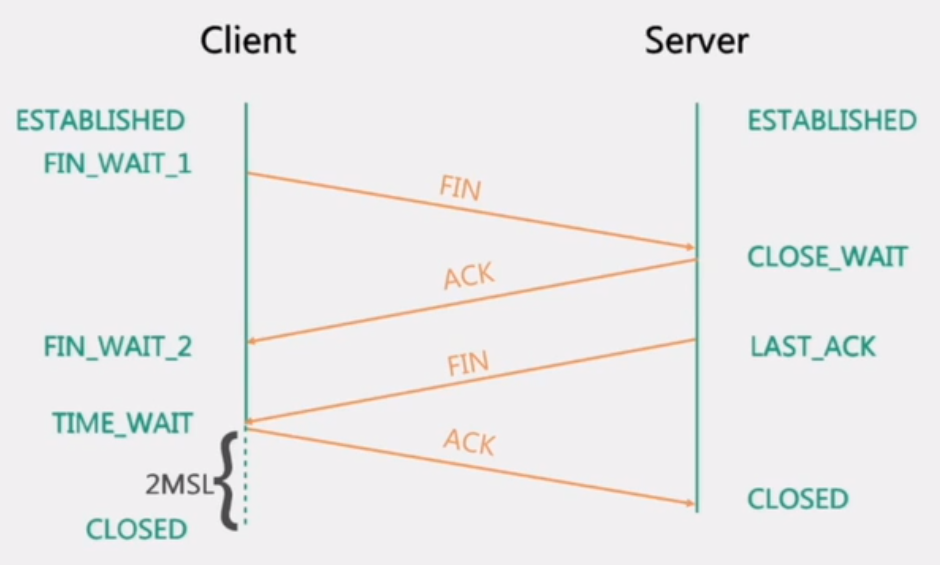 Client
Server
ESTABLISHED
ESTABLISHED
FIN_WAIT_1
FIN
CLOSE_WAIT
ACK
FIN_WAIT_2
LAST_ACK
FIN
TIME_WAIT
ACK
2MSL
CLOSED
CLOSED